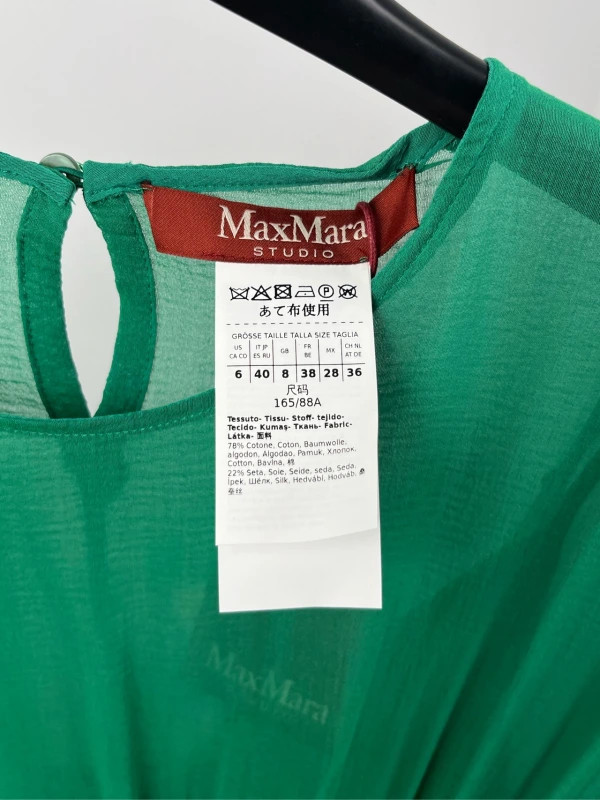 MaxMara
STUDIO
P
あて布使用
GRÖSSE TAILLE TALLA SIZE TAGLIA
US CA CO
IT JP ES RU
GB
FR BE
MX
CH NL AT DE
6 40 8 38 28 36
尺码
165/88A
Tessuto- Tissu- Stoff- tejido-
Tecido- Kumaş- Ткань- Fabric-
Látka- 面料
78% Cotone, Coton, Baumwolle,
algodon, Algodao, Pamuk, Хлопок,
Cotton, Bavlna, 棉
22% Seta, Soie, Seide, seda, Seda,
Ipek, Шёлк, Silk, Hedvábí, Hodváb,
蚕丝
MaxMara
STUDIO